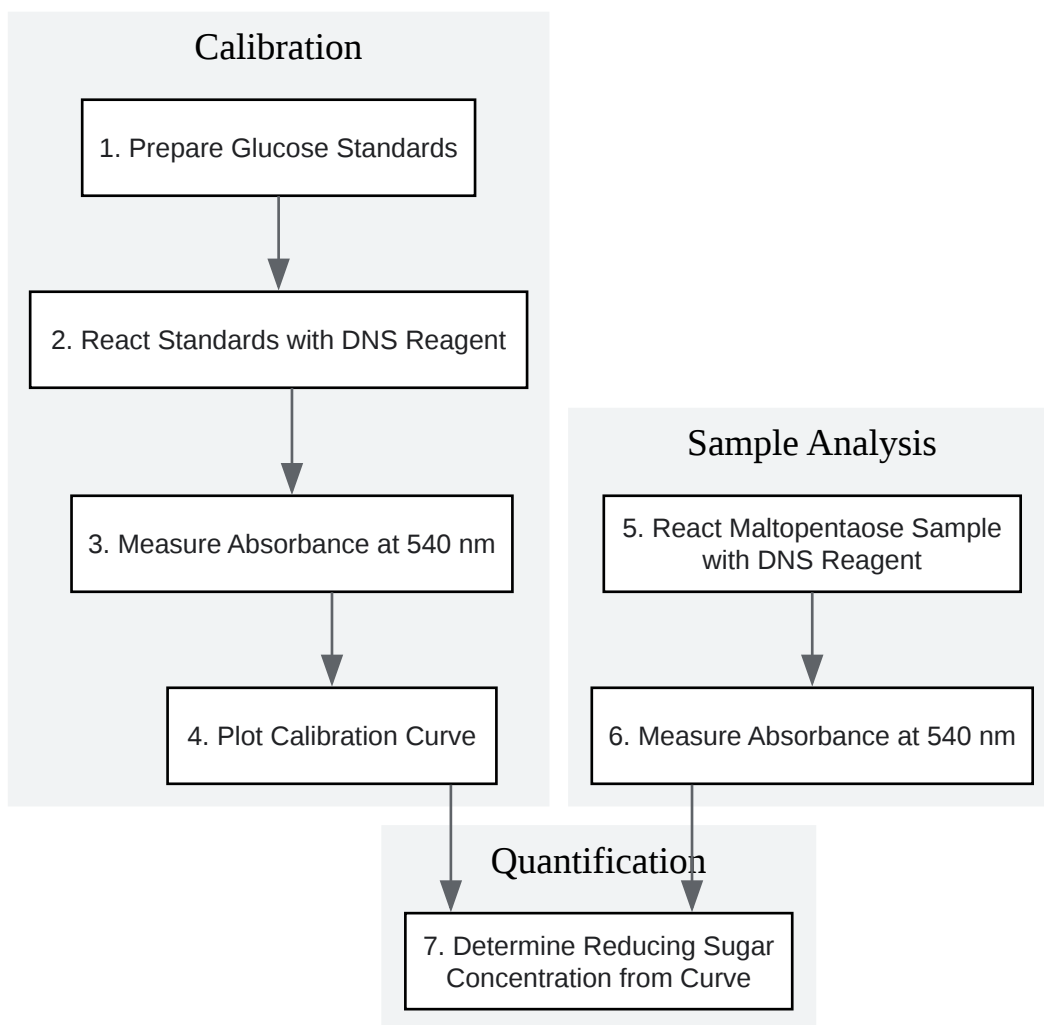 Calibration
1. Prepare Glucose Standards
2. React Standards with DNS Reagent
3. Measure Absorbance at 540 nm
4. Plot Calibration Curve
Sample Analysis
5. React Maltopentaose Sample
with DNS Reagent
6. Measure Absorbance at 540 nm
Quantification
7. Determine Reducing Sugar
Concentration from Curve